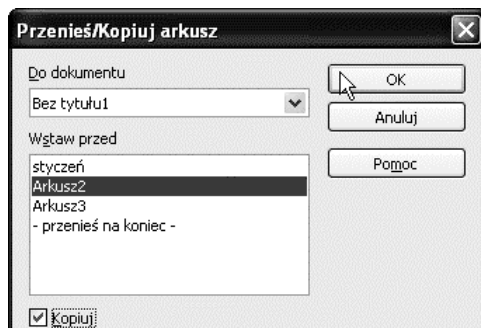 Przenieś/Kopiuj arkusz
Do dokumentu
Bez tytułu1
Wstaw przed
styczeń
Arkusz2
Arkusz3
- przenieś na koniec -
Kopiuj
OK
Anuluj
Pomoc